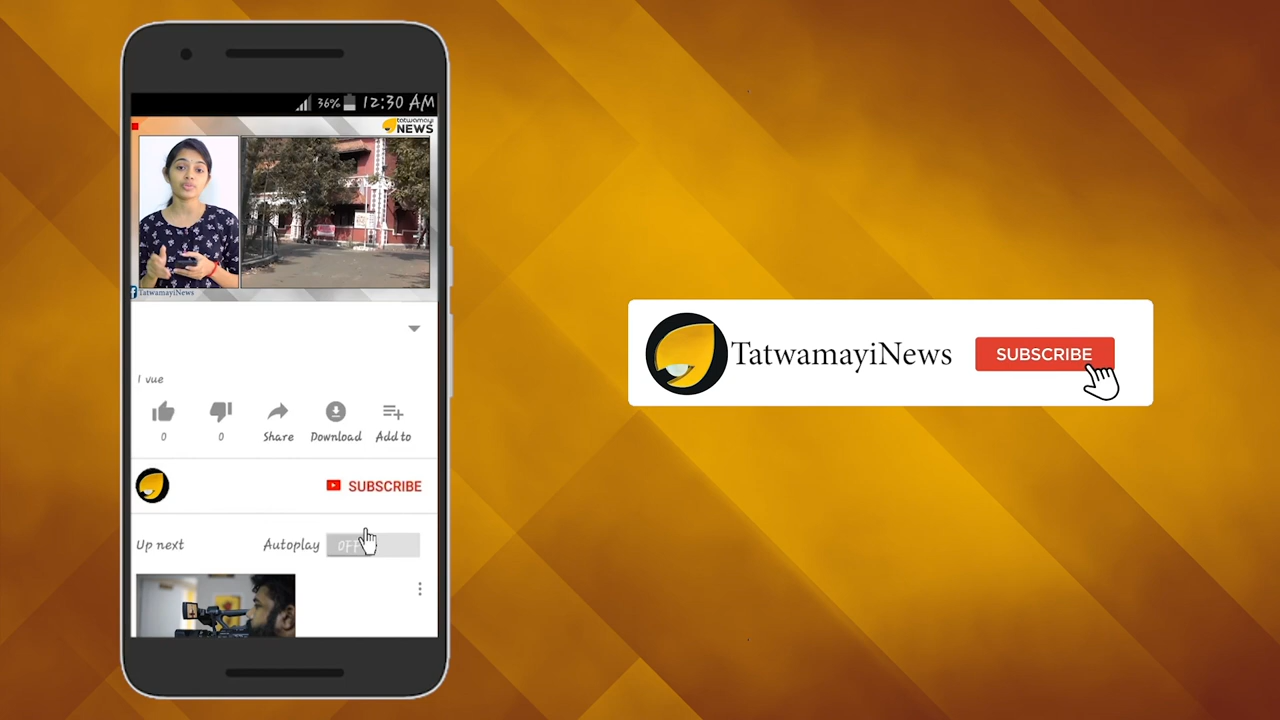 36% 12:30 AM
tatwamayi
NEWS
TatwamayiNews
1 vue
0 0 Share Download Add to
SUBSCRIBE
Up next Autoplay OFF
TatwamayiNews SUBSCRIBE